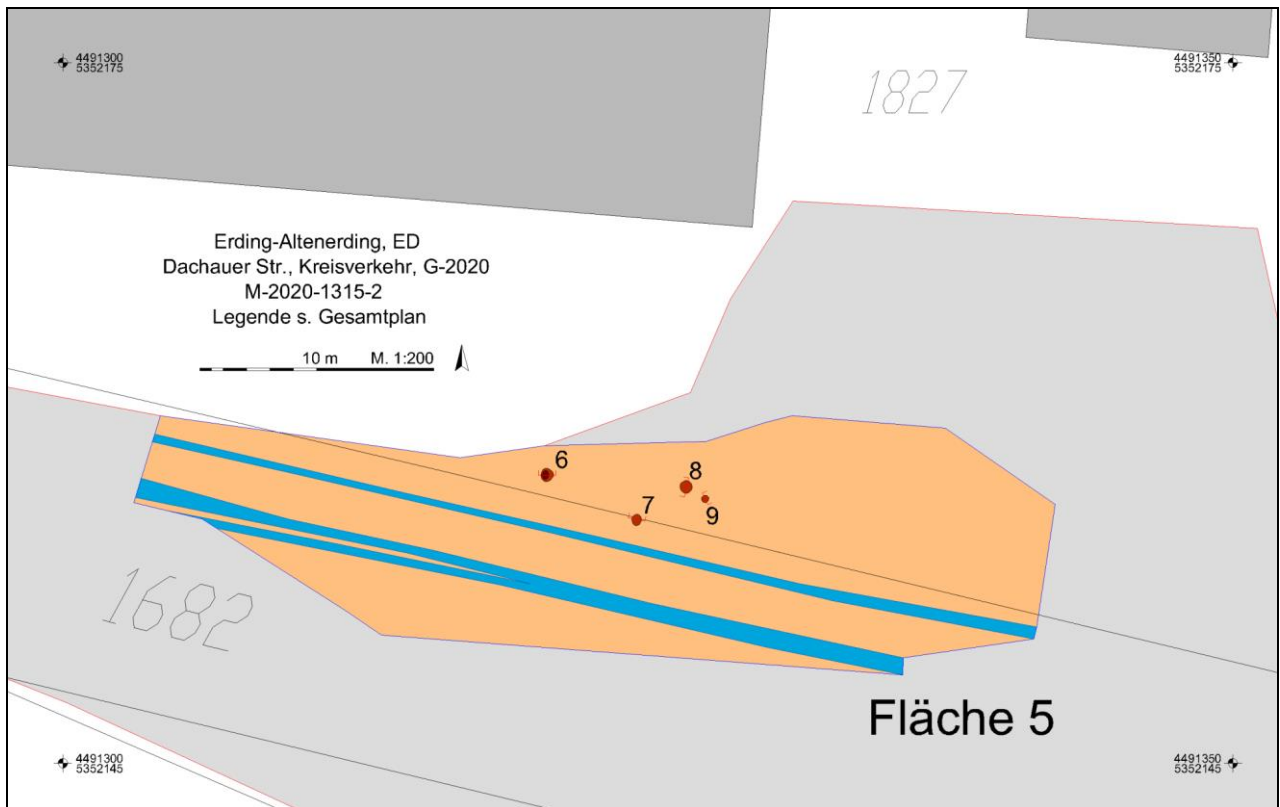 4491300
5352175
4491350
5352175
1827
Erding-Altenerding, ED
Dachauer Str., Kreisverkehr, G-2020
M-2020-1315-2
Legende s. Gesamtplan
10 m M. 1:200
6
8
9
7
1682
Fläche 5
4491300
5352145
4491350
5352145